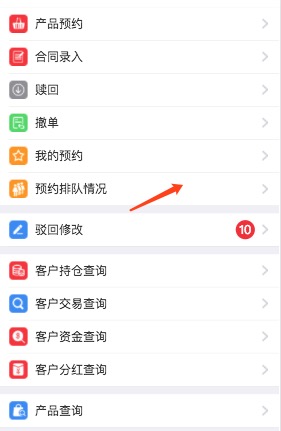 产品预约
合同录入
赎回
撤单
我的预约
预约排队情况
驳回修改 10
客户持仓查询
客户交易查询
客户资金查询
客户分红查询
产品查询